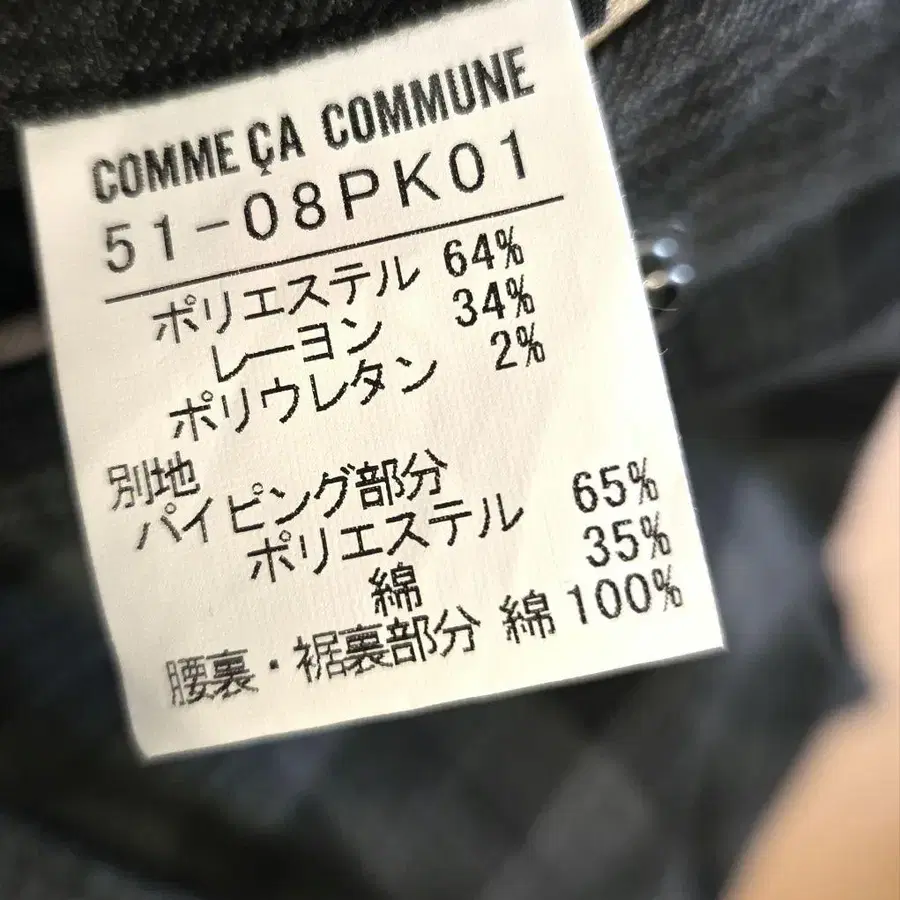 COMME ÇA COMMUNE
51-08PK01
ポリエステル 64%
レーヨン 34%
ポリウレタン 2%
別地
パイピング部分
ポリエステル 65%
綿 35%
腰裏・裾裏部分 綿 100%